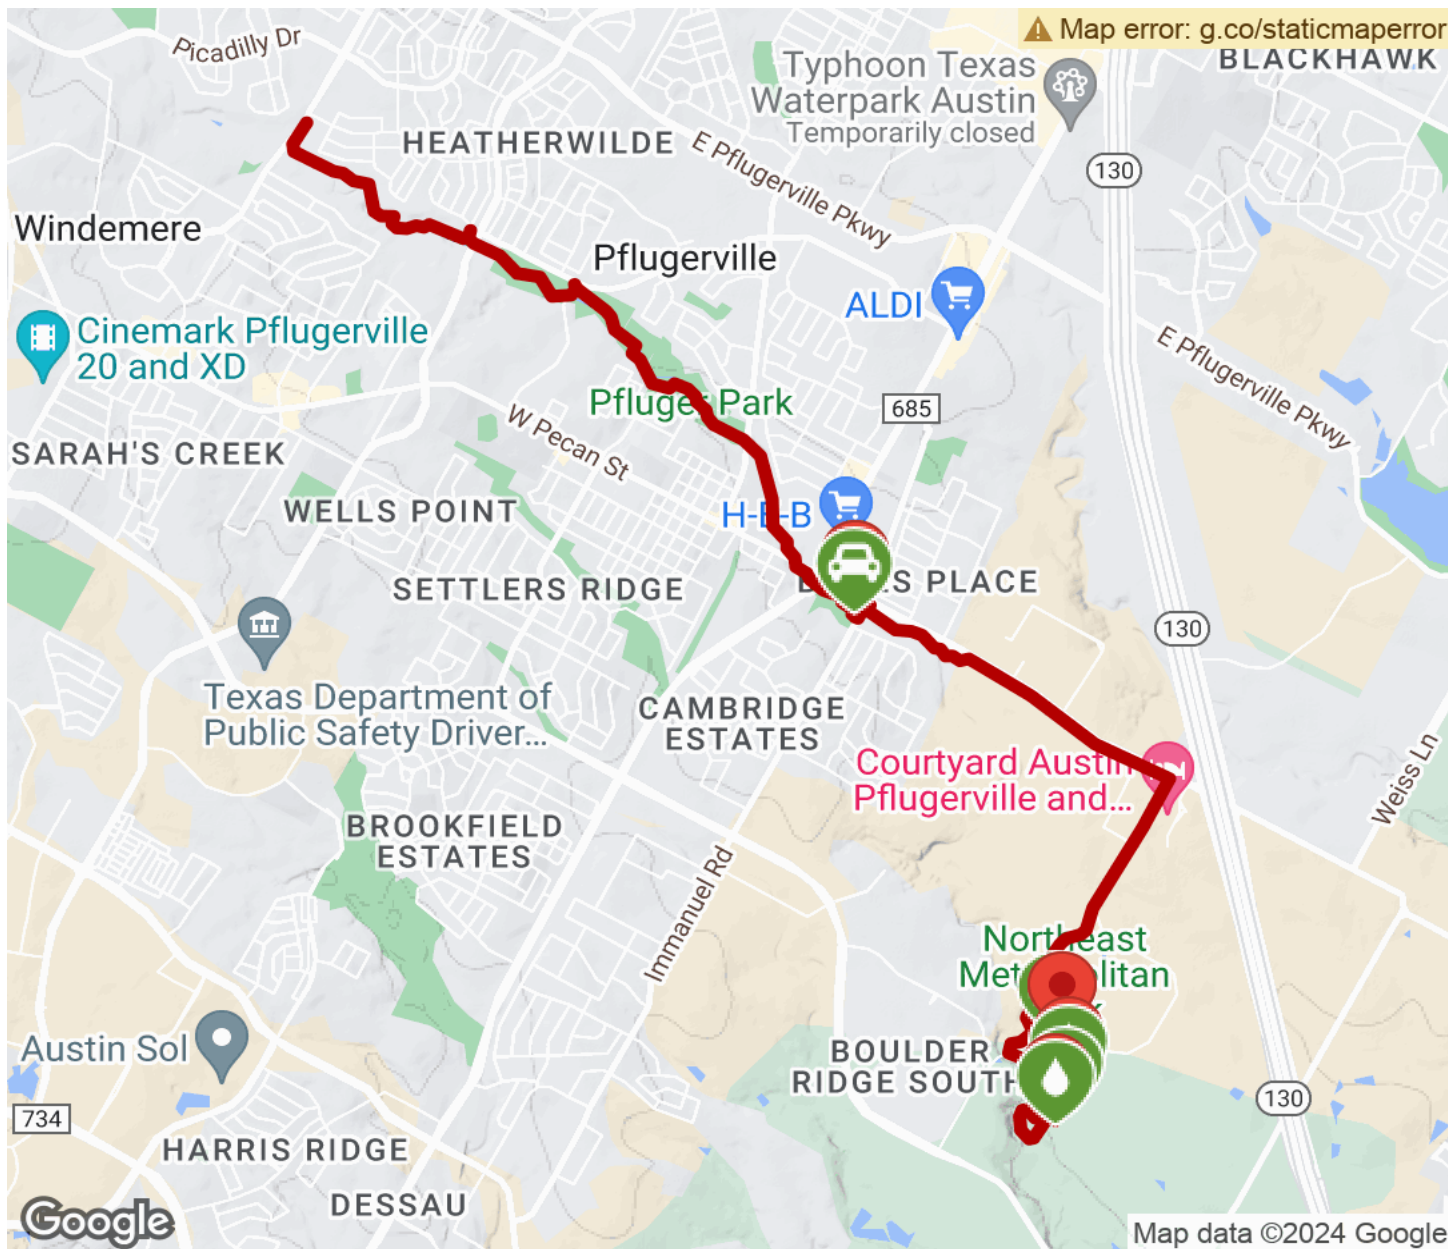 Map error: g.co/staticmaperror
Picadilly Dr
BLACKHAWK
Typhoon Texas
Waterpark Austin
Temporarily closed
HEATHERWILDE
E Pflugerville Pkwy
130
Windemere
Pflugerville
ALDI
Cinemark Pflugerville
20 and XD
E Pflugerville Pkwy
Pfluger Park
685
W Pecan St
SARAH'S CREEK
WELLS POINT
H-E-B
SETTLERS RIDGE
S PLACE
130
Texas Department of
Public Safety Driver...
CAMBRIDGE
ESTATES
Courtyard Austin
Pflugerville and...
Weiss Ln
BROOKFIELD
ESTATES
Immanuel Rd
Northeast
Metropolitan
Austin Sol
BOULDER
RIDGE SOUTH
130
734
HARRIS RIDGE
DESSAU
Google
Map data ©2024 Google